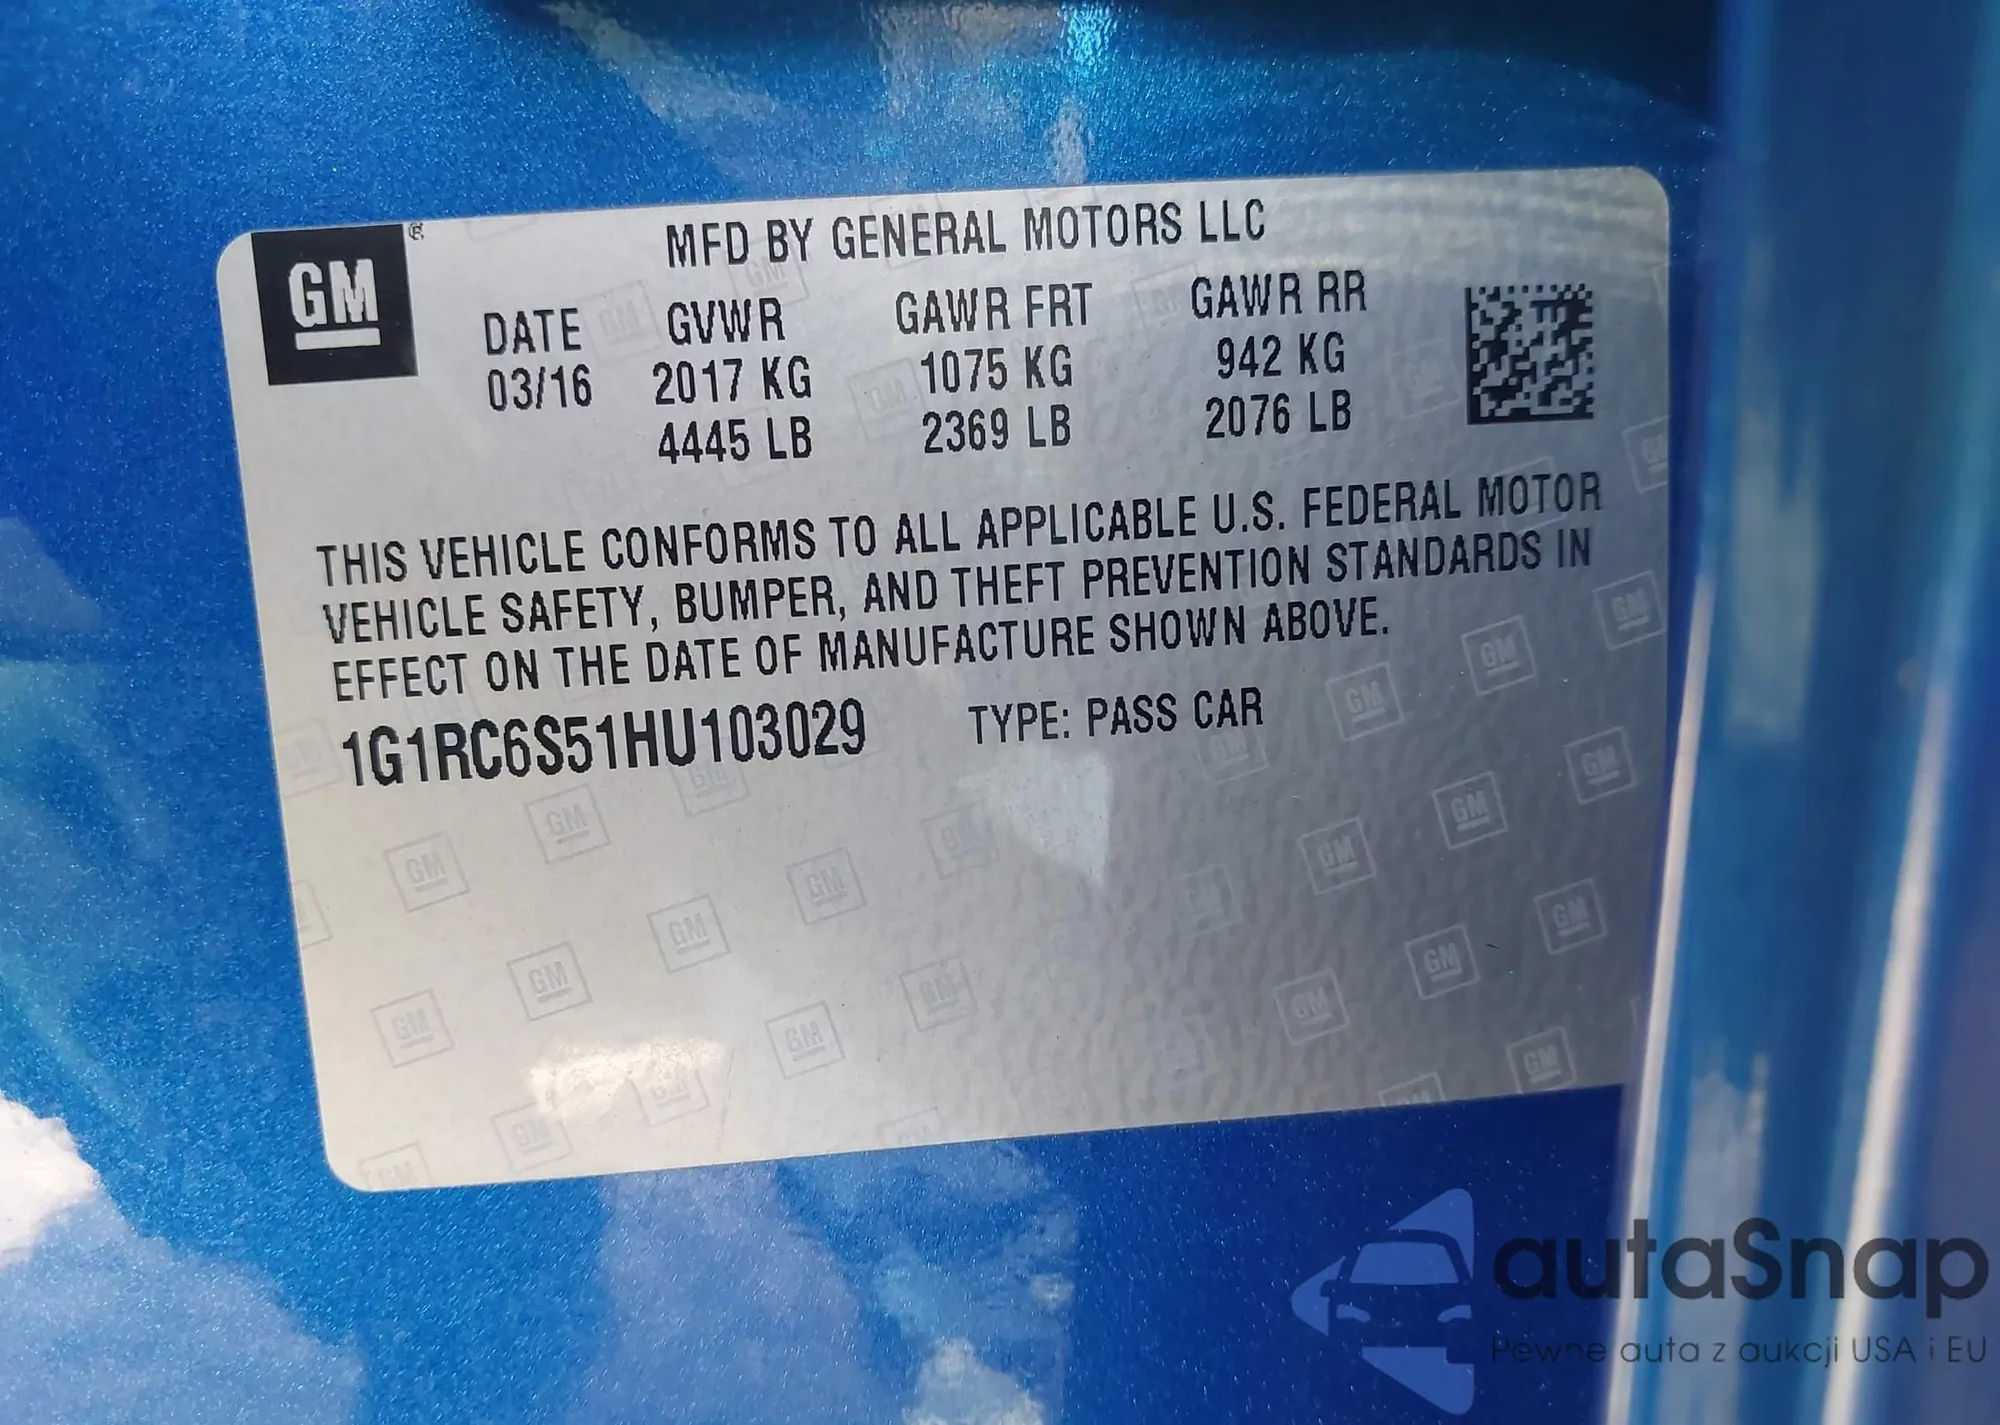 GM®
MFD BY GENERAL MOTORS LLC
DATE GVWR GAWR FRT GAWR RR
03/16 2017 KG 1075 KG 942 KG
4445 LB 2369 LB 2076 LB
THIS VEHICLE CONFORMS TO ALL APPLICABLE U.S. FEDERAL MOTOR
VEHICLE SAFETY, BUMPER, AND THEFT PREVENTION STANDARDS IN
EFFECT ON THE DATE OF MANUFACTURE SHOWN ABOVE.
1G1RC6S51HU103029 TYPE: PASS CAR
autaSnap
Pewne auta z aukcji USA i EU